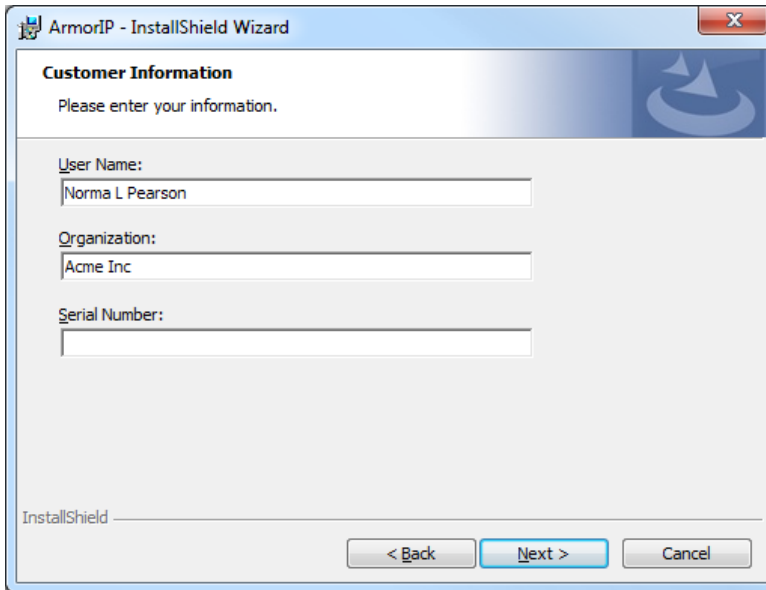 ArmorIP - InstallShield Wizard
Customer Information
Please enter your information.
User Name:
Norma L Pearson
Organization:
Acme Inc
Serial Number:
InstallShield
< Back Next > Cancel